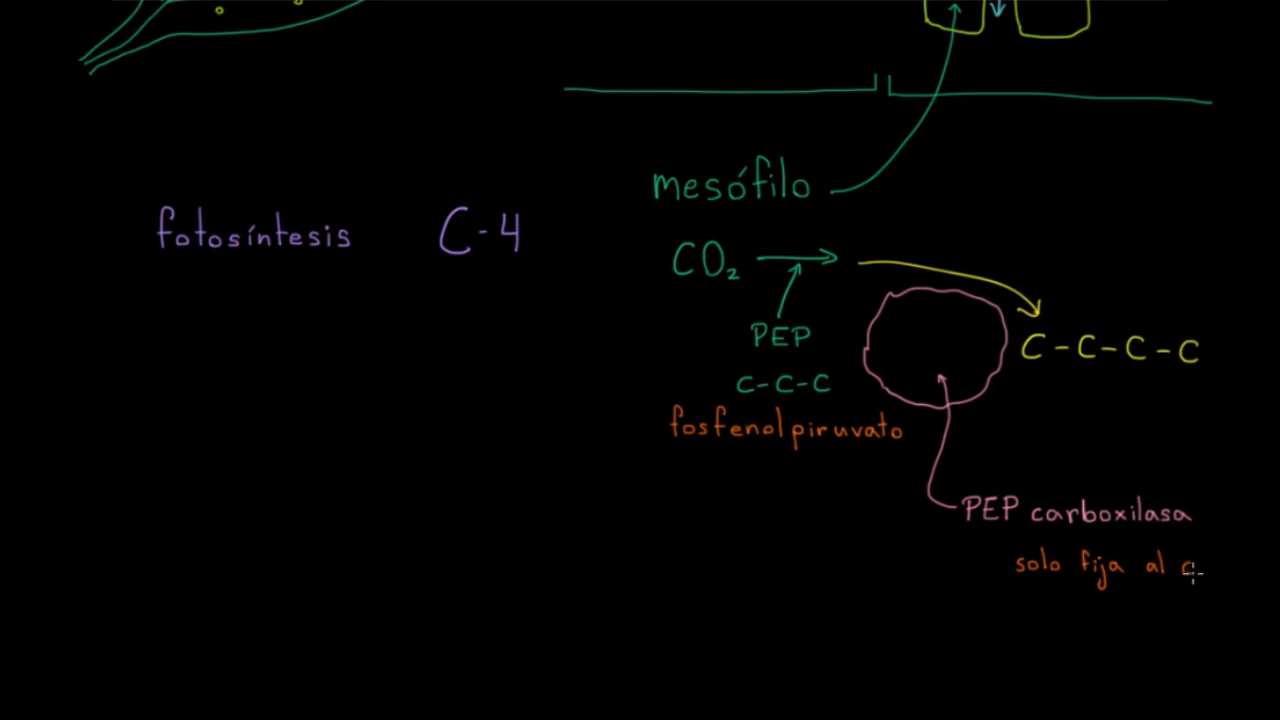 mesófilo
fotosíntesis C-4
CO₂
PEP
C-C-C-C
C-C-C
fosfenolpiruvato
PEP carboxilasa
solo fija al c